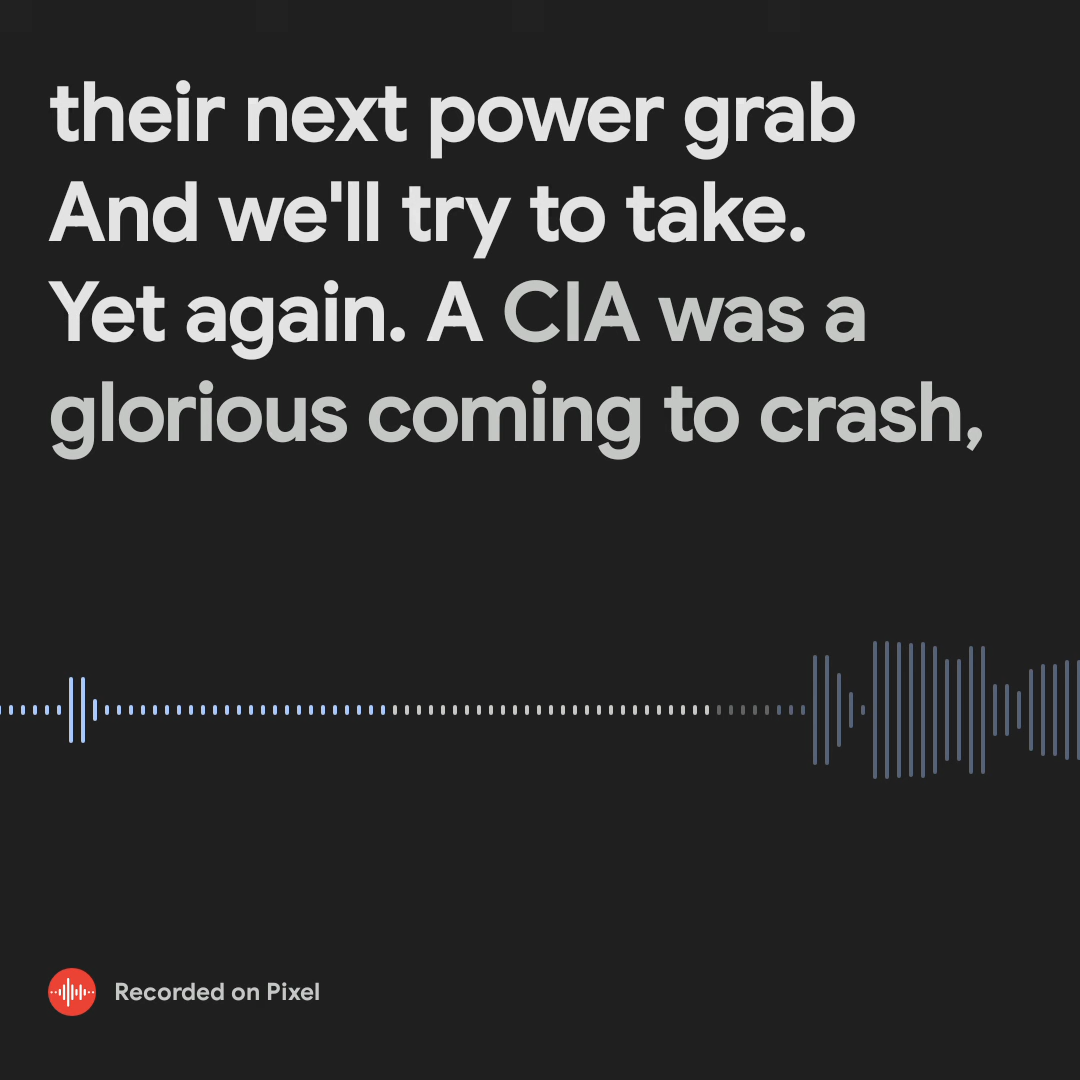 their next power grab
And we'll try to take.
Yet again. A CIA was a
glorious coming to crash,
Recorded on Pixel